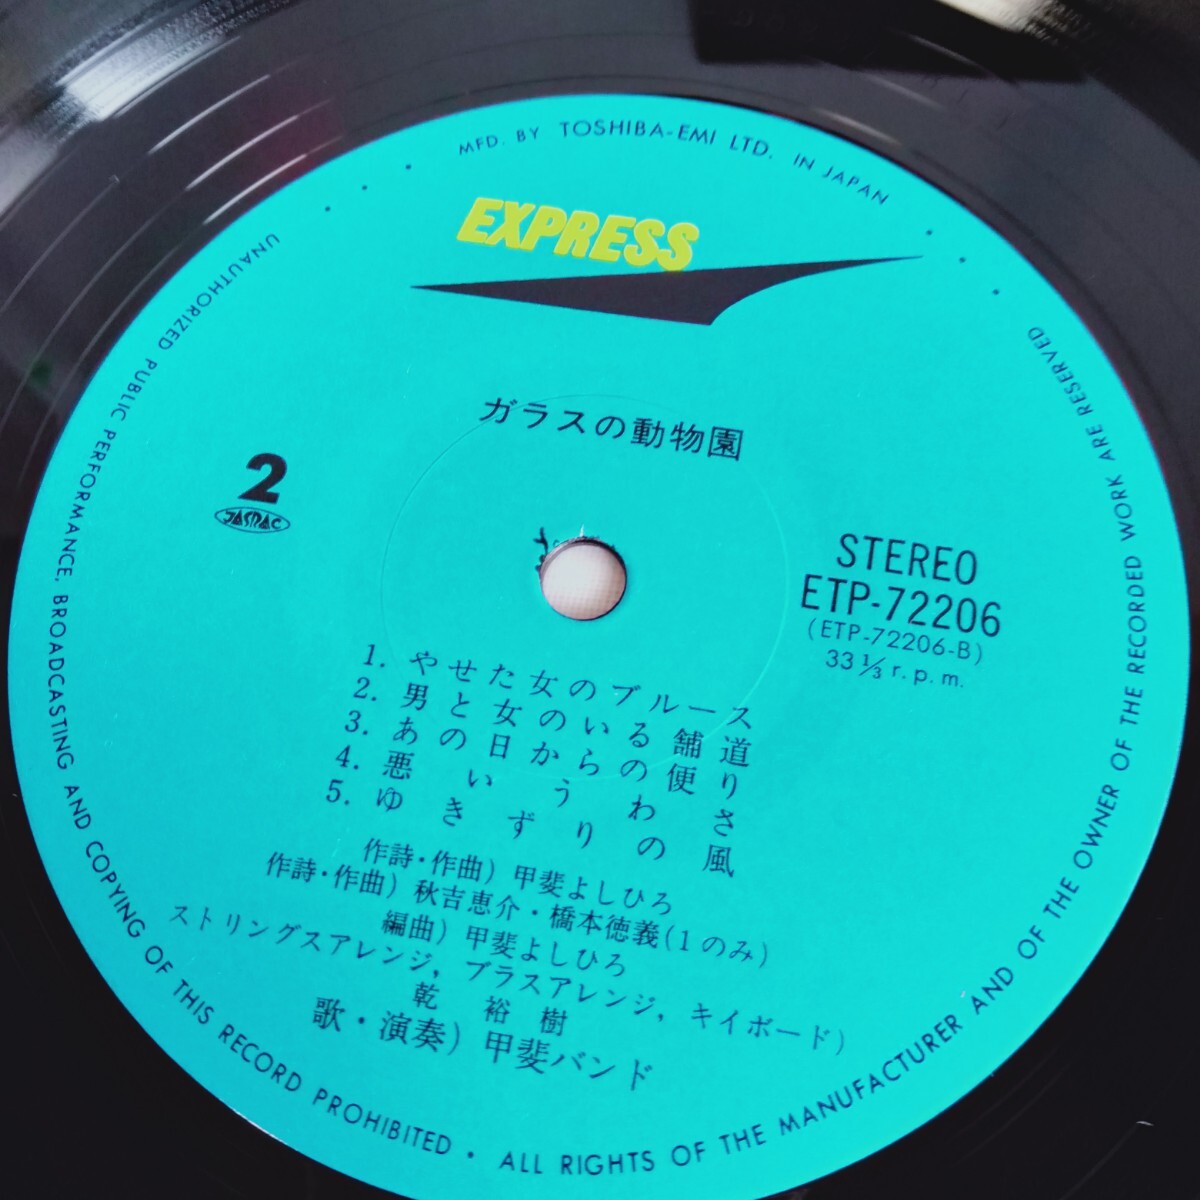 MFD. BY TOSHIBA-EMI LTD. IN JAPAN
EXPRESS
ガラスの動物園
2
JASRAC
STEREO
ETP-72206
(ETP-72206-B)
33 1/3 r.p.m.
1. やせた女のブルース
2. 男と女のいる舗道
3. あの日からの便り
4. 悪いうわさ
5. ゆきずりの風
作詩・作曲) 甲斐よしひろ
作詩・作曲) 秋吉恵介・橋本徳義(1のみ)
編曲) 甲斐よしひろ
ストリングスアレンジ, ブラスアレンジ, キイボード)
乾 裕樹
歌・演奏) 甲斐バンド
UNAUTHORIZED PUBLIC PERFORMANCE, BROADCASTING AND COPYING OF THIS RECORD PROHIBITED • ALL RIGHTS OF THE MANUFACTURER AND OF THE OWNER OF THE RECORDED WORK ARE RESERVED